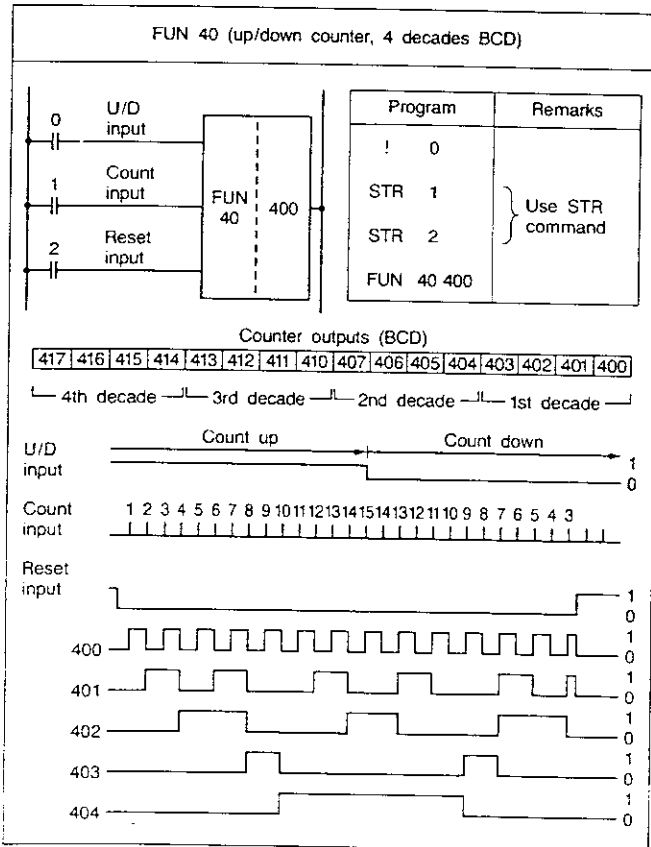 FUN 40 (up/down counter, 4 decades BCD)
0 U/D input
1 Count input
2 Reset input
FUN 40 400
Program Remarks
! 0
STR 1
STR 2
Use STR command
FUN 40 400
Counter outputs (BCD)
417 416 415 414 413 412 411 410 407 406 405 404 403 402 401 400
4th decade 3rd decade 2nd decade 1st decade
U/D input
Count up Count down
1
0
Count input
1 2 3 4 5 6 7 8 9 10 11 12 13 14 15 14 13 12 11 10 9 8 7 6 5 4 3
Reset input
1
0
400
1
0
401
1
0
402
1
0
403
1
0
404
1
0